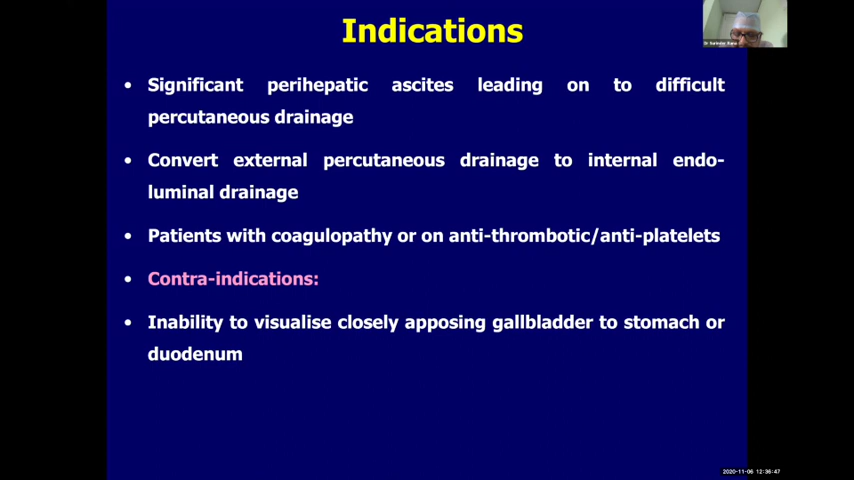 Indications
• Significant perihepatic ascites leading on to difficult
percutaneous drainage
• Convert external percutaneous drainage to internal endo-
luminal drainage
• Patients with coagulopathy or on anti-thrombotic/anti-platelets
• Contra-indications:
• Inability to visualise closely apposing gallbladder to stomach or
duodenum
2020-11-06 12:36:47